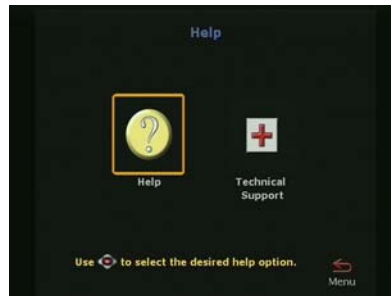 Help
Help
Technical
Support
Use to select the desired help option.
Menu